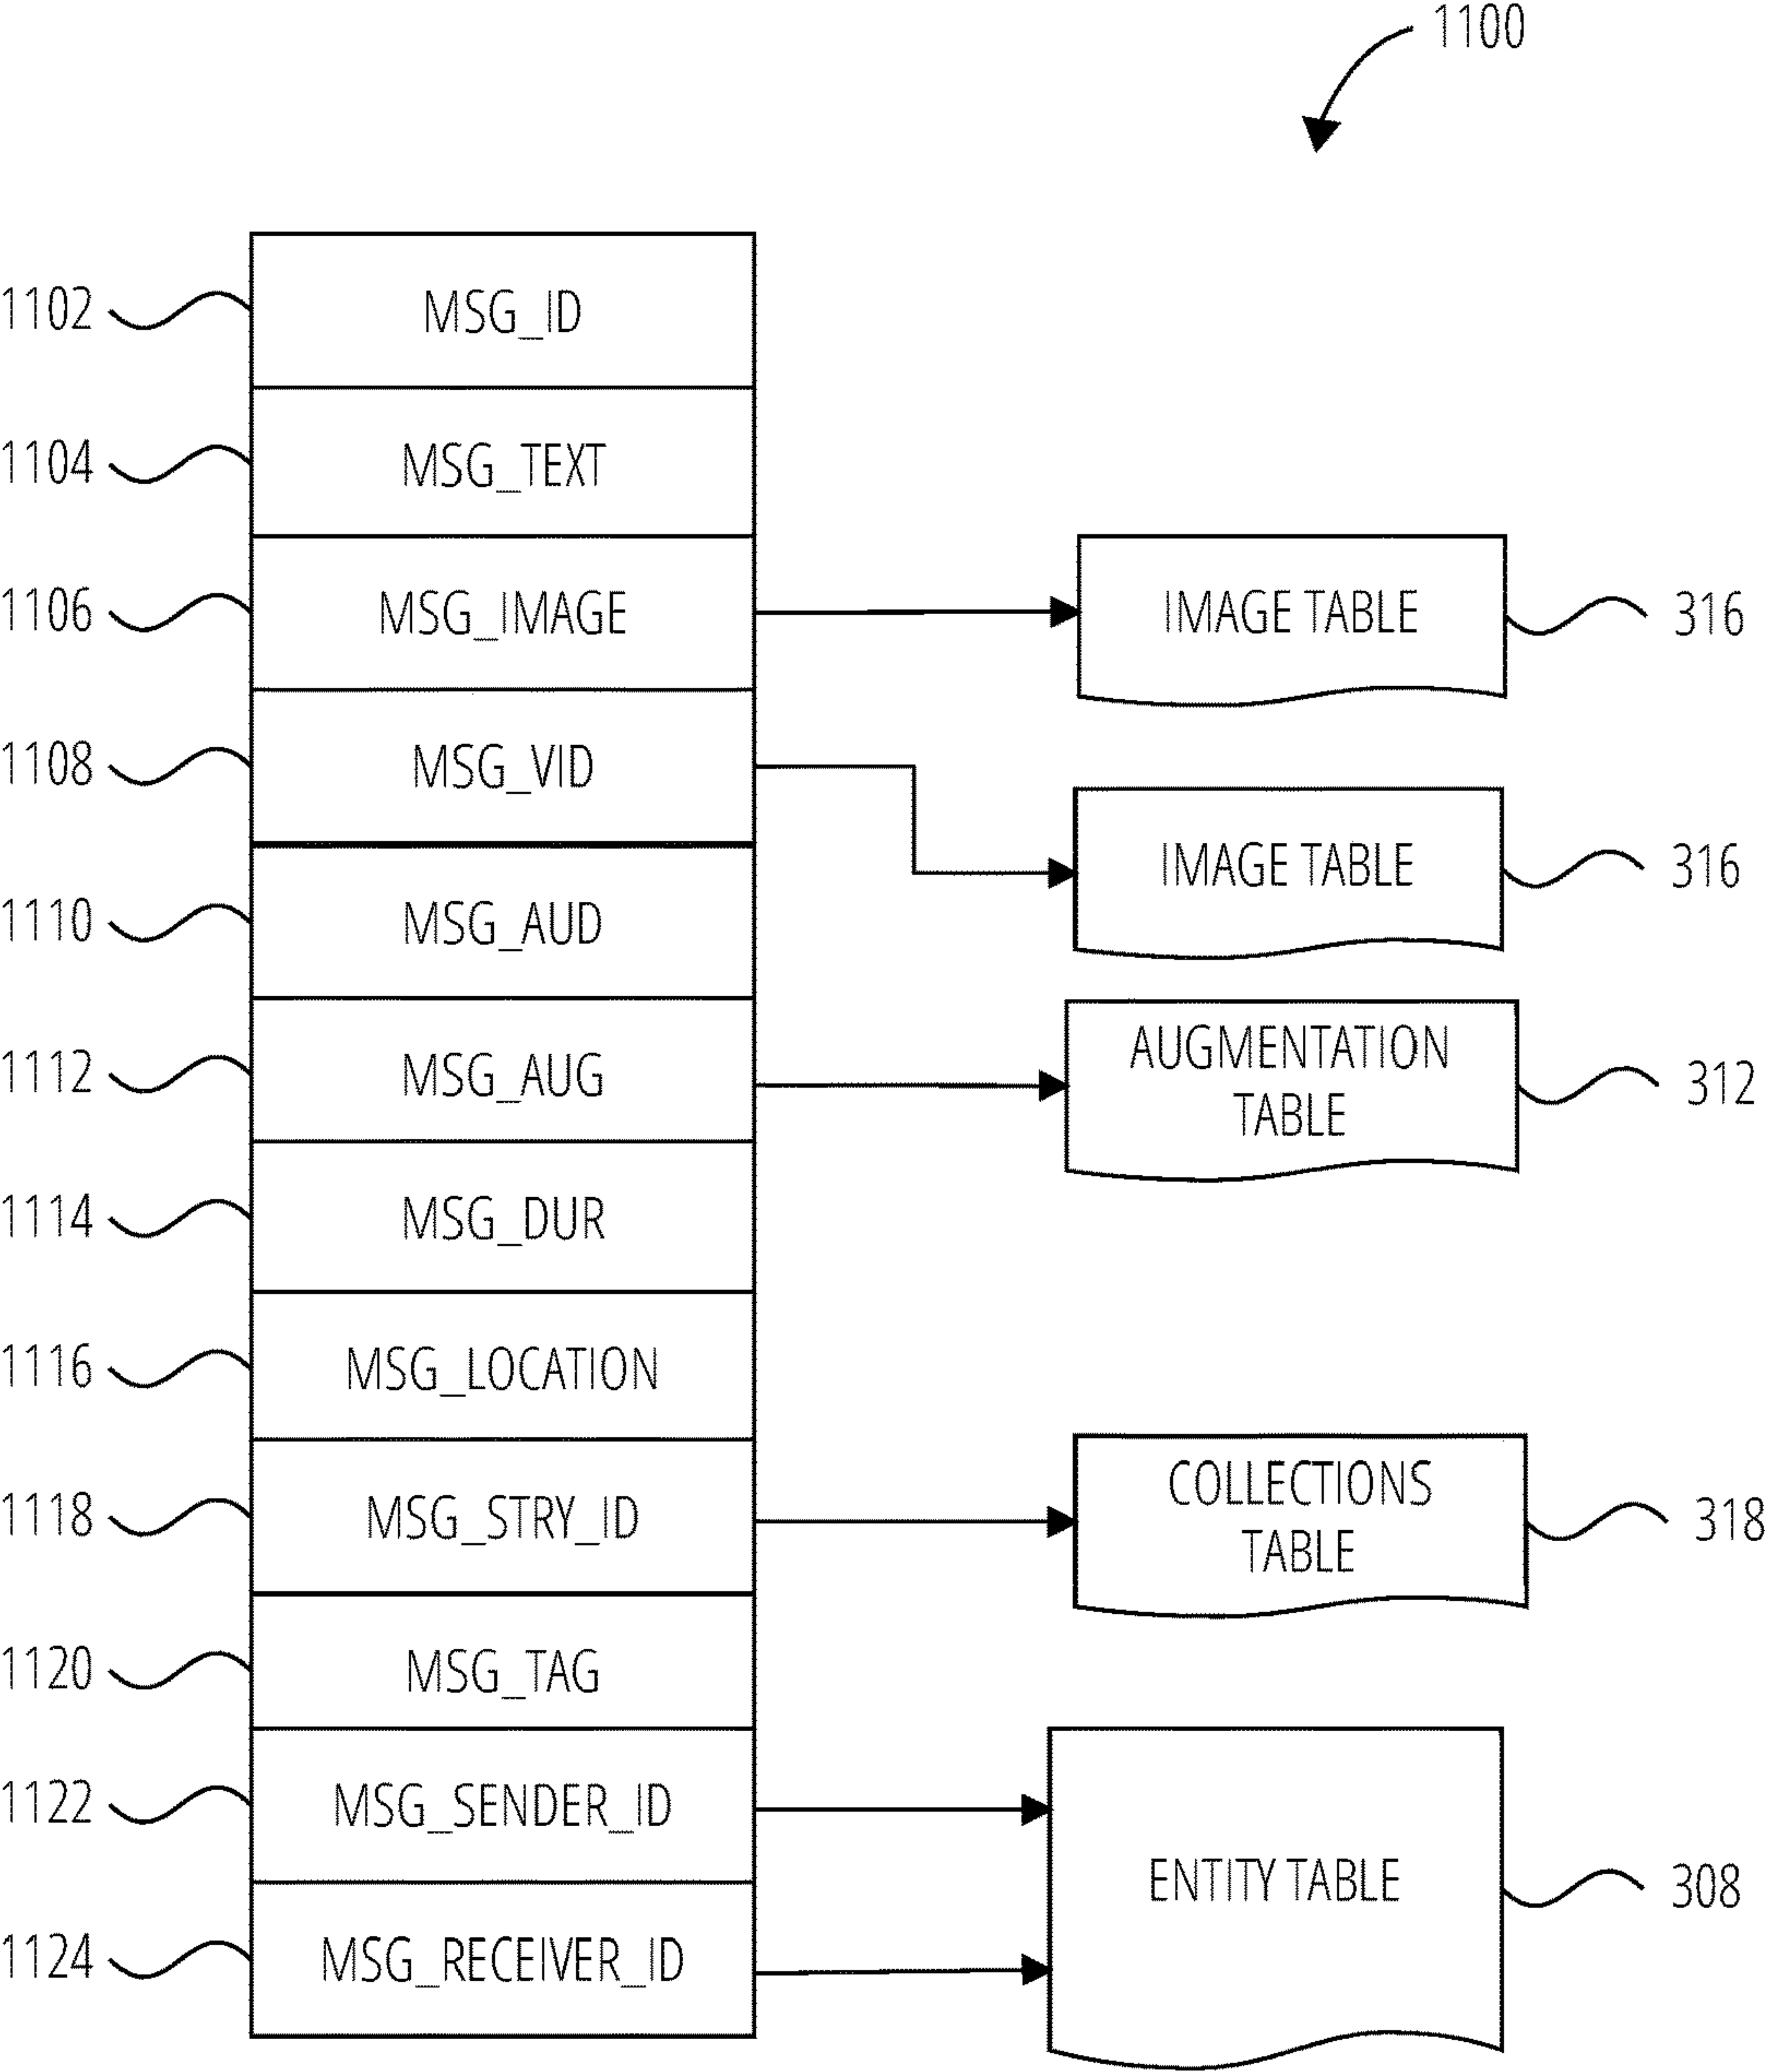 1100
1102 MSG_ID
1104 MSG_TEXT
1106 MSG_IMAGE IMAGE TABLE 316
1108 MSG_VID
IMAGE TABLE 316
1110 MSG_AUD
1112 MSG_AUG AUGMENTATION
TABLE 312
1114 MSG_DUR
1116 MSG_LOCATION
1118 MSG_STRY_ID COLLECTIONS
TABLE 318
1120 MSG_TAG
1122 MSG_SENDER_ID
ENTITY TABLE 308
1124 MSG_RECEIVER_ID